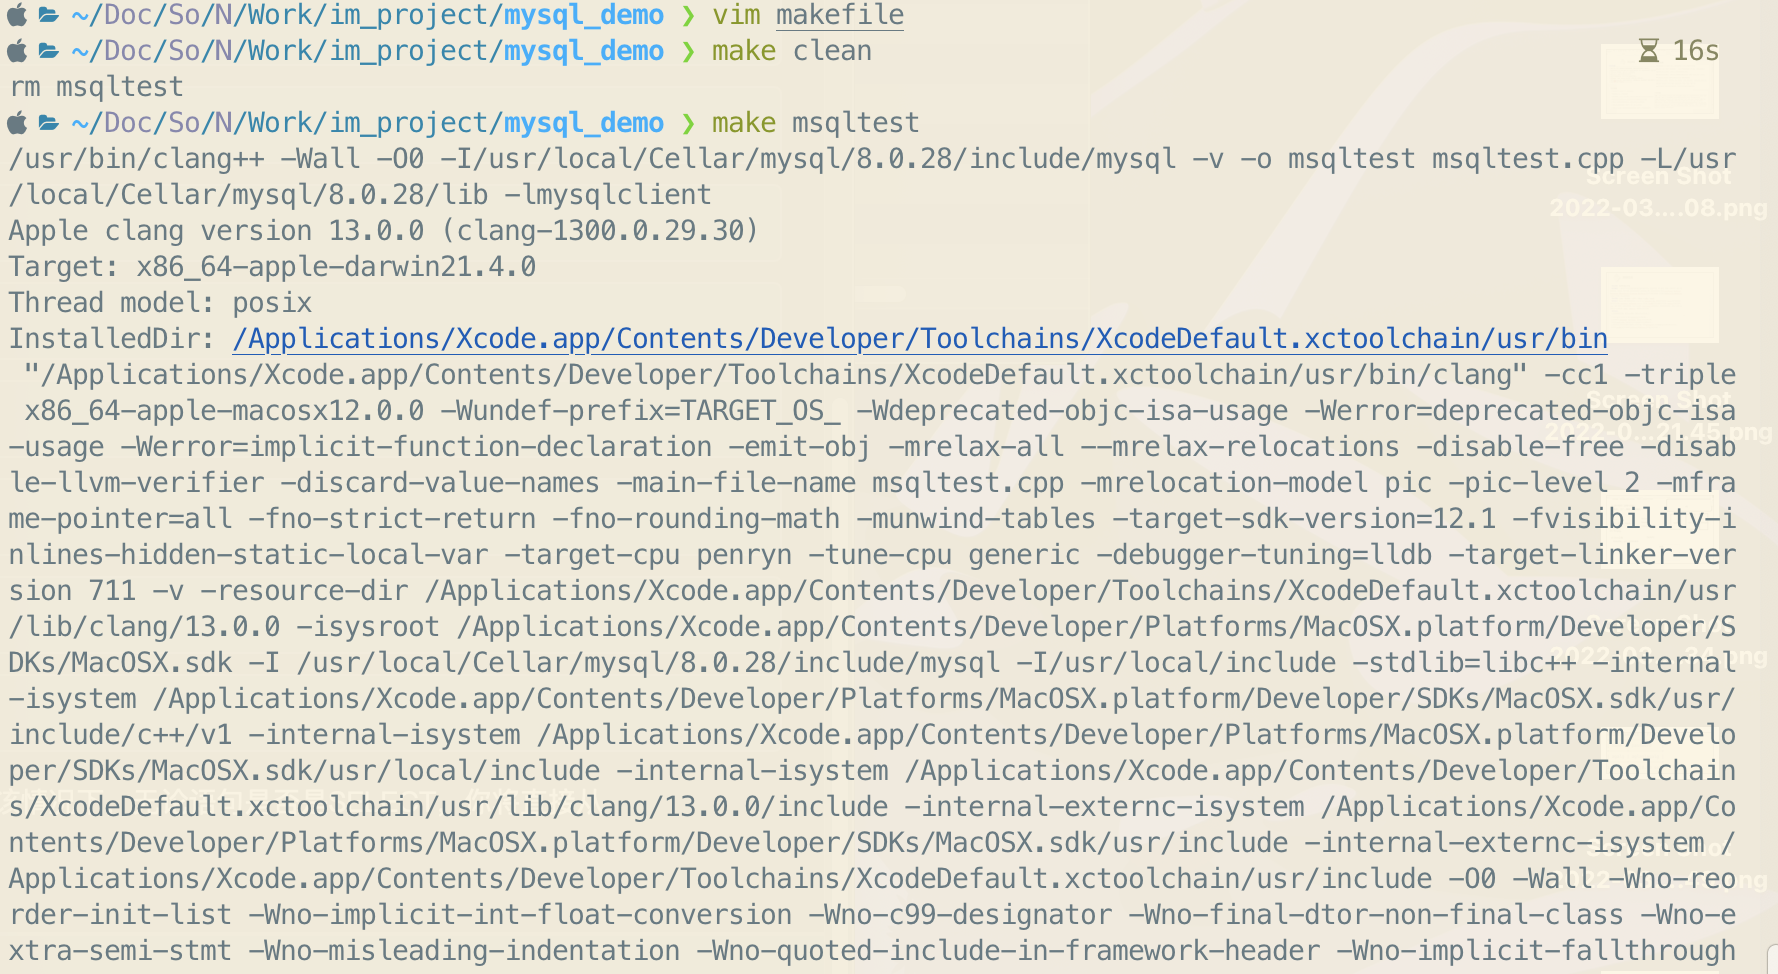 ~/Doc/So/N/Work/im_project/mysql_demo ❯ vim makefile
~/Doc/So/N/Work/im_project/mysql_demo ❯ make clean 16s
rm msqltest
~/Doc/So/N/Work/im_project/mysql_demo ❯ make msqltest
/usr/bin/clang++ -Wall -O0 -I/usr/local/Cellar/mysql/8.0.28/include/mysql -v -o msqltest msqltest.cpp -L/usr
/local/Cellar/mysql/8.0.28/lib -lmysqlclient
Screen Shot
2022-03....08.png
Apple clang version 13.0.0 (clang-1300.0.29.30)
Target: x86_64-apple-darwin21.4.0
Thread model: posix
InstalledDir: /Applications/Xcode.app/Contents/Developer/Toolchains/XcodeDefault.xctoolchain/usr/bin
"/Applications/Xcode.app/Contents/Developer/Toolchains/XcodeDefault.xctoolchain/usr/bin/clang" -cc1 -triple
x86_64-apple-macosx12.0.0 -Wundef-prefix=TARGET_OS_ -Wdeprecated-objc-isa-usage -Werror=deprecated-objc-isa
-usage -Werror=implicit-function-declaration -emit-obj -mrelax-all --mrelax-relocations -disable-free -disab
le-llvm-verifier -discard-value-names -main-file-name msqltest.cpp -mrelocation-model pic -pic-level 2 -mfra
me-pointer=all -fno-strict-return -fno-rounding-math -munwind-tables -target-sdk-version=12.1 -fvisibility-i
nlines-hidden-static-local-var -target-cpu penryn -tune-cpu generic -debugger-tuning=lldb -target-linker-ver
sion 711 -v -resource-dir /Applications/Xcode.app/Contents/Developer/Toolchains/XcodeDefault.xctoolchain/usr
/lib/clang/13.0.0 -isysroot /Applications/Xcode.app/Contents/Developer/Platforms/MacOSX.platform/Developer/S
DKs/MacOSX.sdk -I /usr/local/Cellar/mysql/8.0.28/include/mysql -I/usr/local/include -stdlib=libc++ -internal
-isystem /Applications/Xcode.app/Contents/Developer/Platforms/MacOSX.platform/Developer/SDKs/MacOSX.sdk/usr/
include/c++/v1 -internal-isystem /Applications/Xcode.app/Contents/Developer/Platforms/MacOSX.platform/Develo
per/SDKs/MacOSX.sdk/usr/local/include -internal-isystem /Applications/Xcode.app/Contents/Developer/Toolchain
s/XcodeDefault.xctoolchain/usr/lib/clang/13.0.0/include -internal-externc-isystem /Applications/Xcode.app/Co
ntents/Developer/Platforms/MacOSX.platform/Developer/SDKs/MacOSX.sdk/usr/include -internal-externc-isystem /
Applications/Xcode.app/Contents/Developer/Toolchains/XcodeDefault.xctoolchain/usr/include -O0 -Wall -Wno-reo
rder-init-list -Wno-implicit-int-float-conversion -Wno-c99-designator -Wno-final-dtor-non-final-class -Wno-e
xtra-semi-stmt -Wno-misleading-indentation -Wno-quoted-include-in-framework-header -Wno-implicit-fallthrough